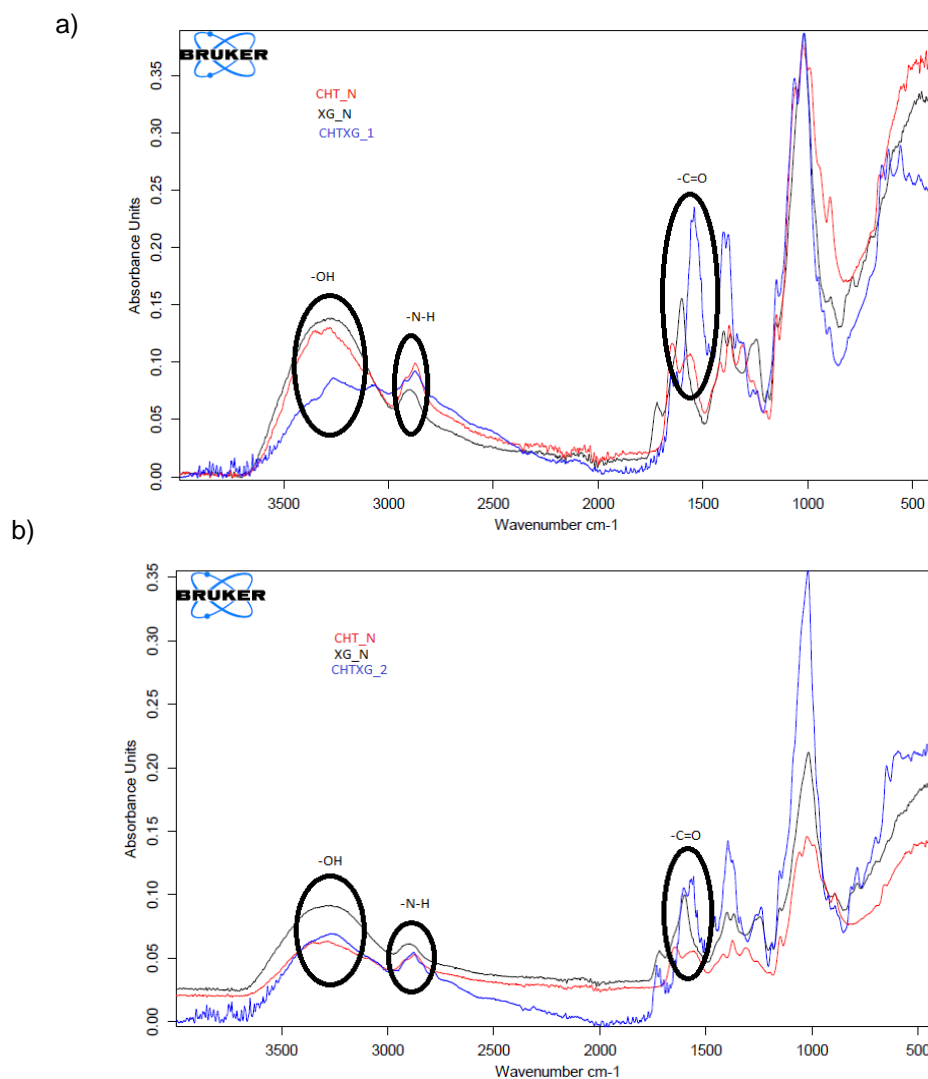 a)
BRUKER
CHT_N
XG_N
CHTXG_1
-C=O
-OH
-N-H
Absorbance Units
0.35
0.30
0.25
0.20
0.15
0.10
0.05
0.00
3500 3000 2500 2000 1500 1000 500
Wavenumber cm-1
b)
BRUKER
CHT_N
XG_N
CHTXG_2
-C=O
-OH
-N-H
Absorbance Units
0.35
0.30
0.25
0.20
0.15
0.10
0.05
0.00
3500 3000 2500 2000 1500 1000 500
Wavenumber cm-1